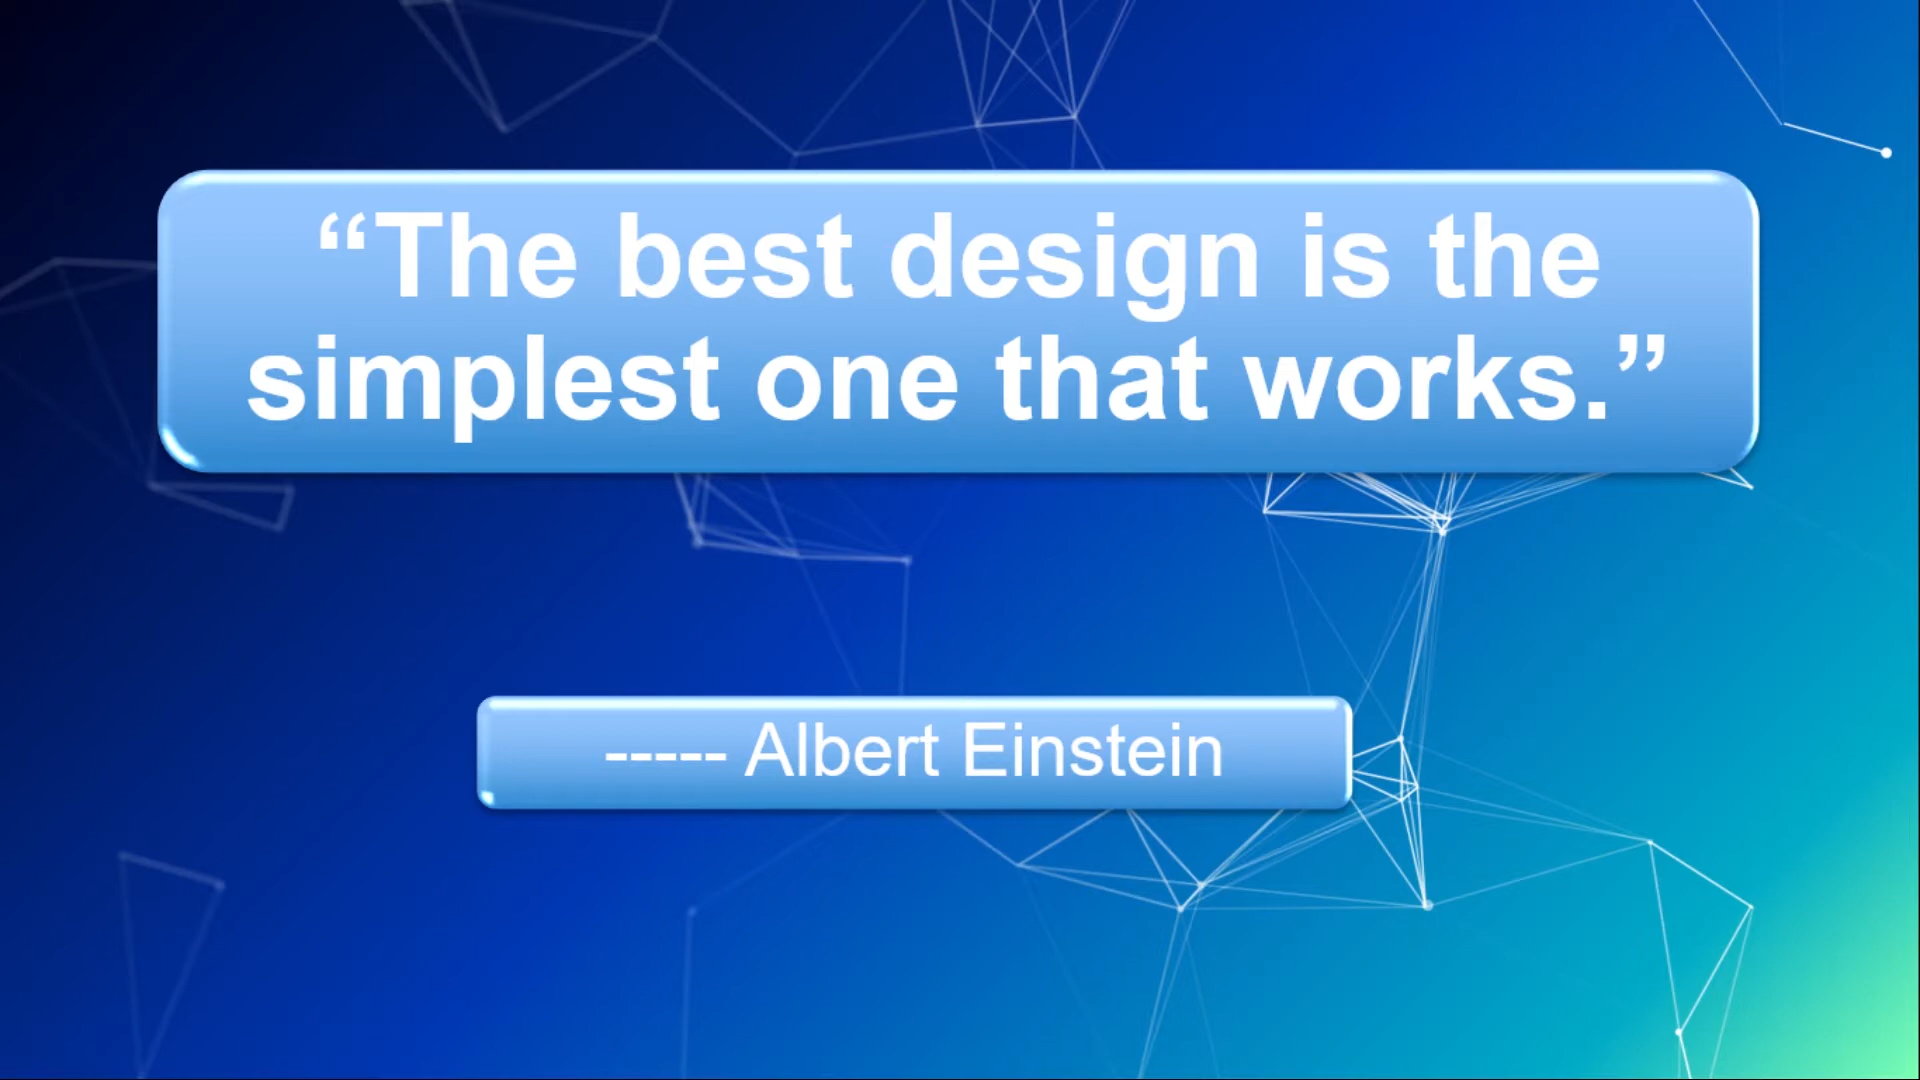 “The best design is the
simplest one that works.”
----- Albert Einstein